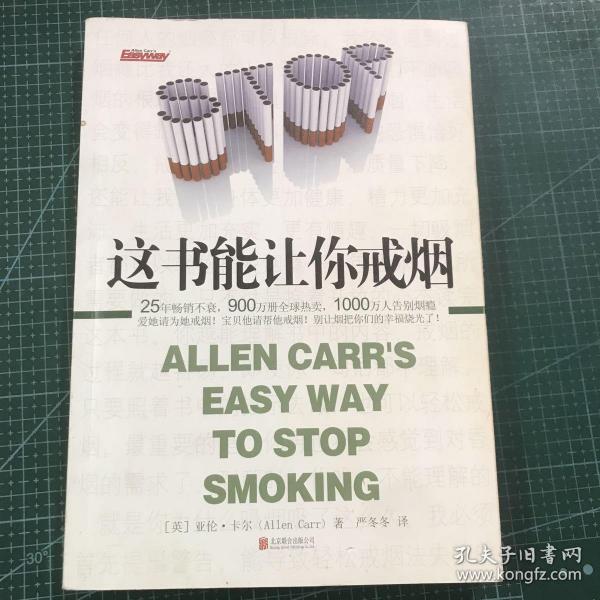 Allen Carr's
Easyway
STOP
这书能让你戒烟
25年畅销不衰，900万册全球热卖，1000万人告别烟瘾
爱她请为她戒烟！宝贝他请帮他戒烟！别让烟把你们的幸福烧光了！
ALLEN CARR'S
EASY WAY
TO STOP
SMOKING
[英] 亚伦·卡尔 (Allen Carr) 著 严冬冬 译
北京联合出版公司
30°
孔夫子旧书网
www.kongfz.com